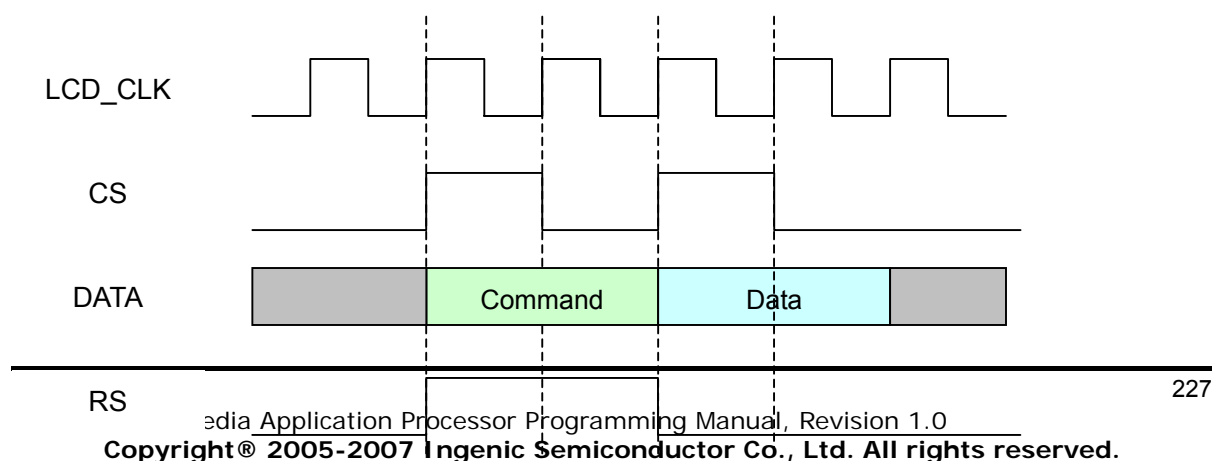 LCD_CLK
CS
DATA
Command
Data
RS
227
Application Processor Programming Manual, Revision 1.0
Copyright® 2005-2007 Ingenic Semiconductor Co., Ltd. All rights reserved.